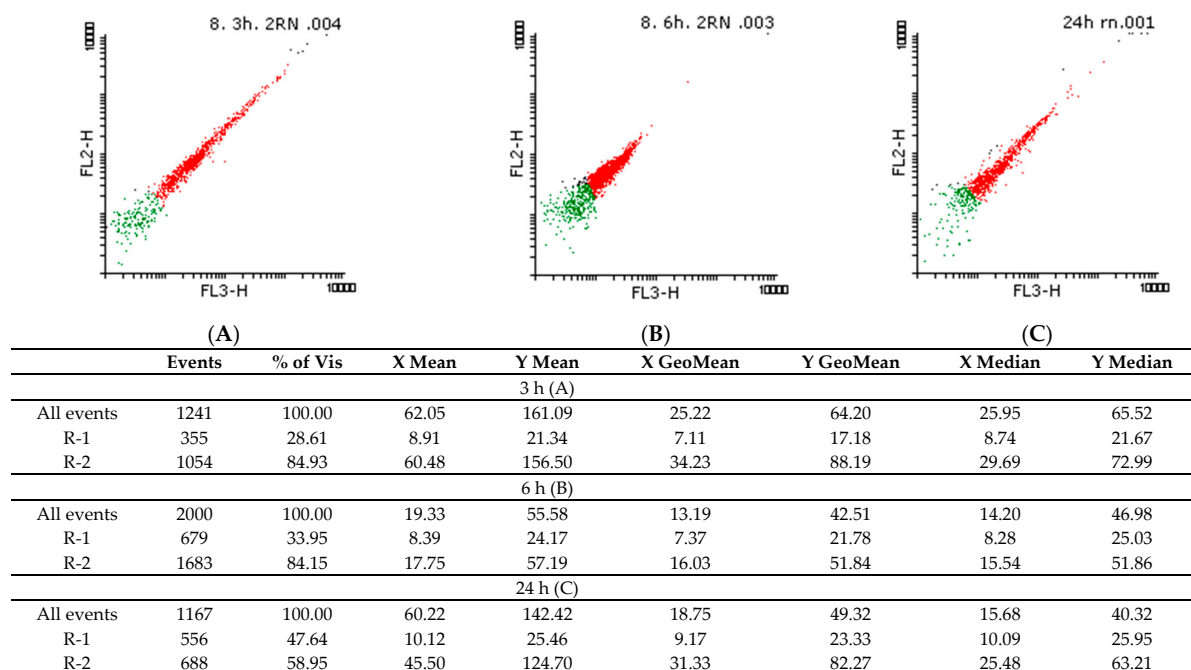 8. 3h. 2RN .004
8. 6h. 2RN .003
24h rn.001
FL2-H
FL2-H
FL2-H
FL3-H
FL3-H
FL3-H
(A)
(B)
(C)
Events % of Vis X Mean Y Mean X GeoMean Y GeoMean X Median Y Median
3 h (A)
All events 1241 100.00 62.05 161.09 25.22 64.20 25.95 65.52
R-1 355 28.61 8.91 21.34 7.11 17.18 8.74 21.67
R-2 1054 84.93 60.48 156.50 34.23 88.19 29.69 72.99
6 h (B)
All events 2000 100.00 19.33 55.58 13.19 42.51 14.20 46.98
R-1 679 33.95 8.39 24.17 7.37 21.78 8.28 25.03
R-2 1683 84.15 17.75 57.19 16.03 51.84 15.54 51.86
24 h (C)
All events 1167 100.00 60.22 142.42 18.75 49.32 15.68 40.32
R-1 556 47.64 10.12 25.46 9.17 23.33 10.09 25.95
R-2 688 58.95 45.50 124.70 31.33 82.27 25.48 63.21